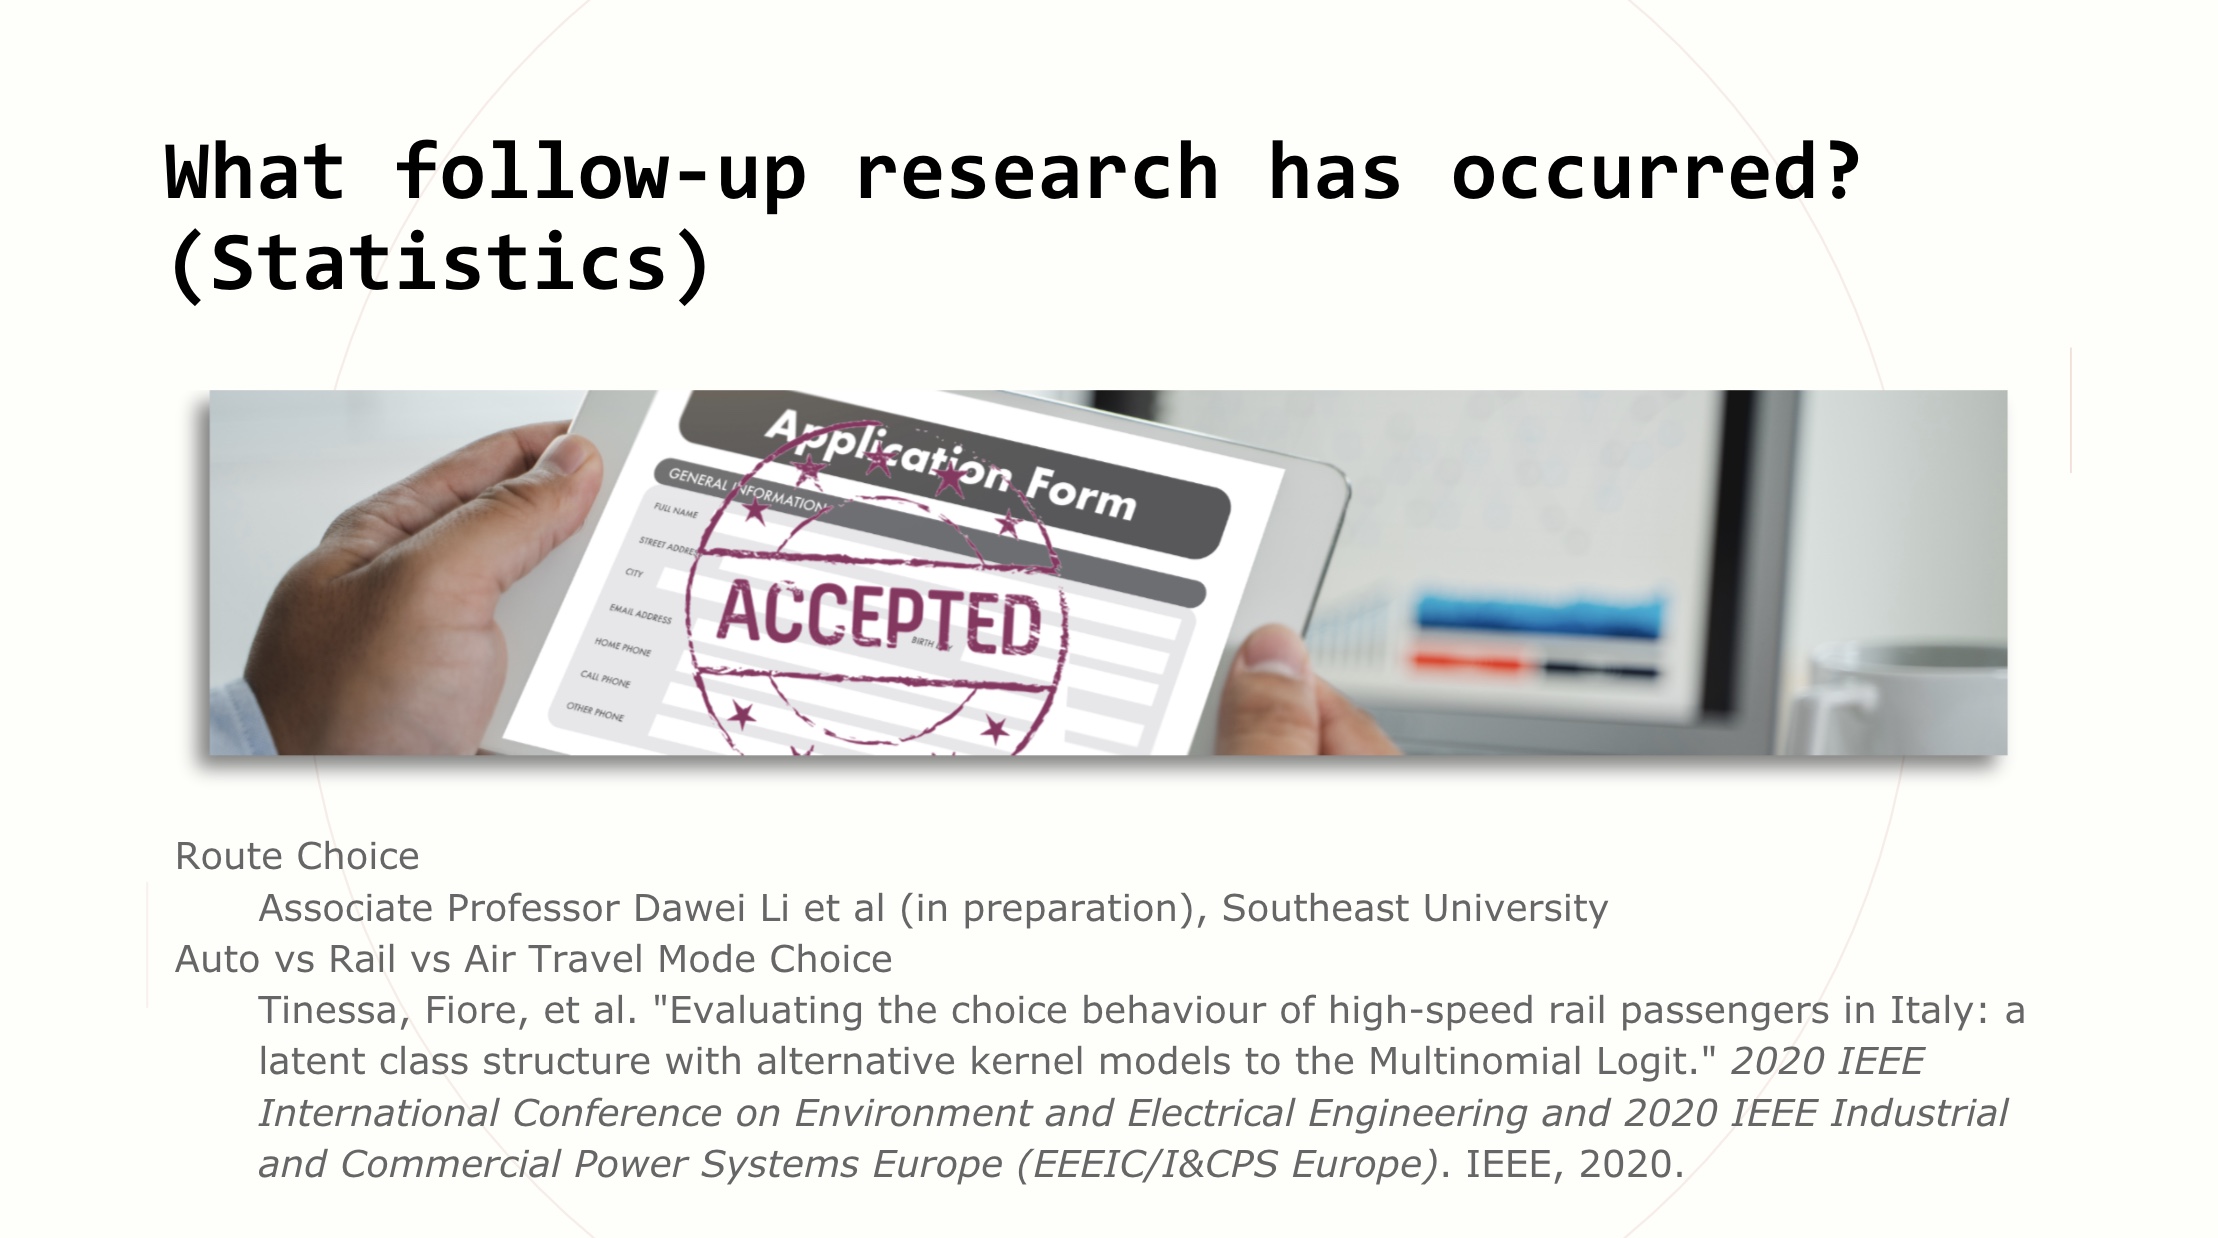 What follow-up research has occurred?
(Statistics)
Application Form
GENERAL INFORMATION
FULL NAME
STREET ADDRESS
CITY
EMAIL ADDRESS
BIRTH
HOME PHONE
CALL PHONE
OTHER PHONE
ACCEPTED
Route Choice
Associate Professor Dawei Li et al (in preparation), Southeast University
Auto vs Rail vs Air Travel Mode Choice
Tinessa, Fiore, et al. "Evaluating the choice behaviour of high-speed rail passengers in Italy: a
latent class structure with alternative kernel models to the Multinomial Logit." 2020 IEEE
International Conference on Environment and Electrical Engineering and 2020 IEEE Industrial
and Commercial Power Systems Europe (EEEIC/I&CPS Europe). IEEE, 2020.